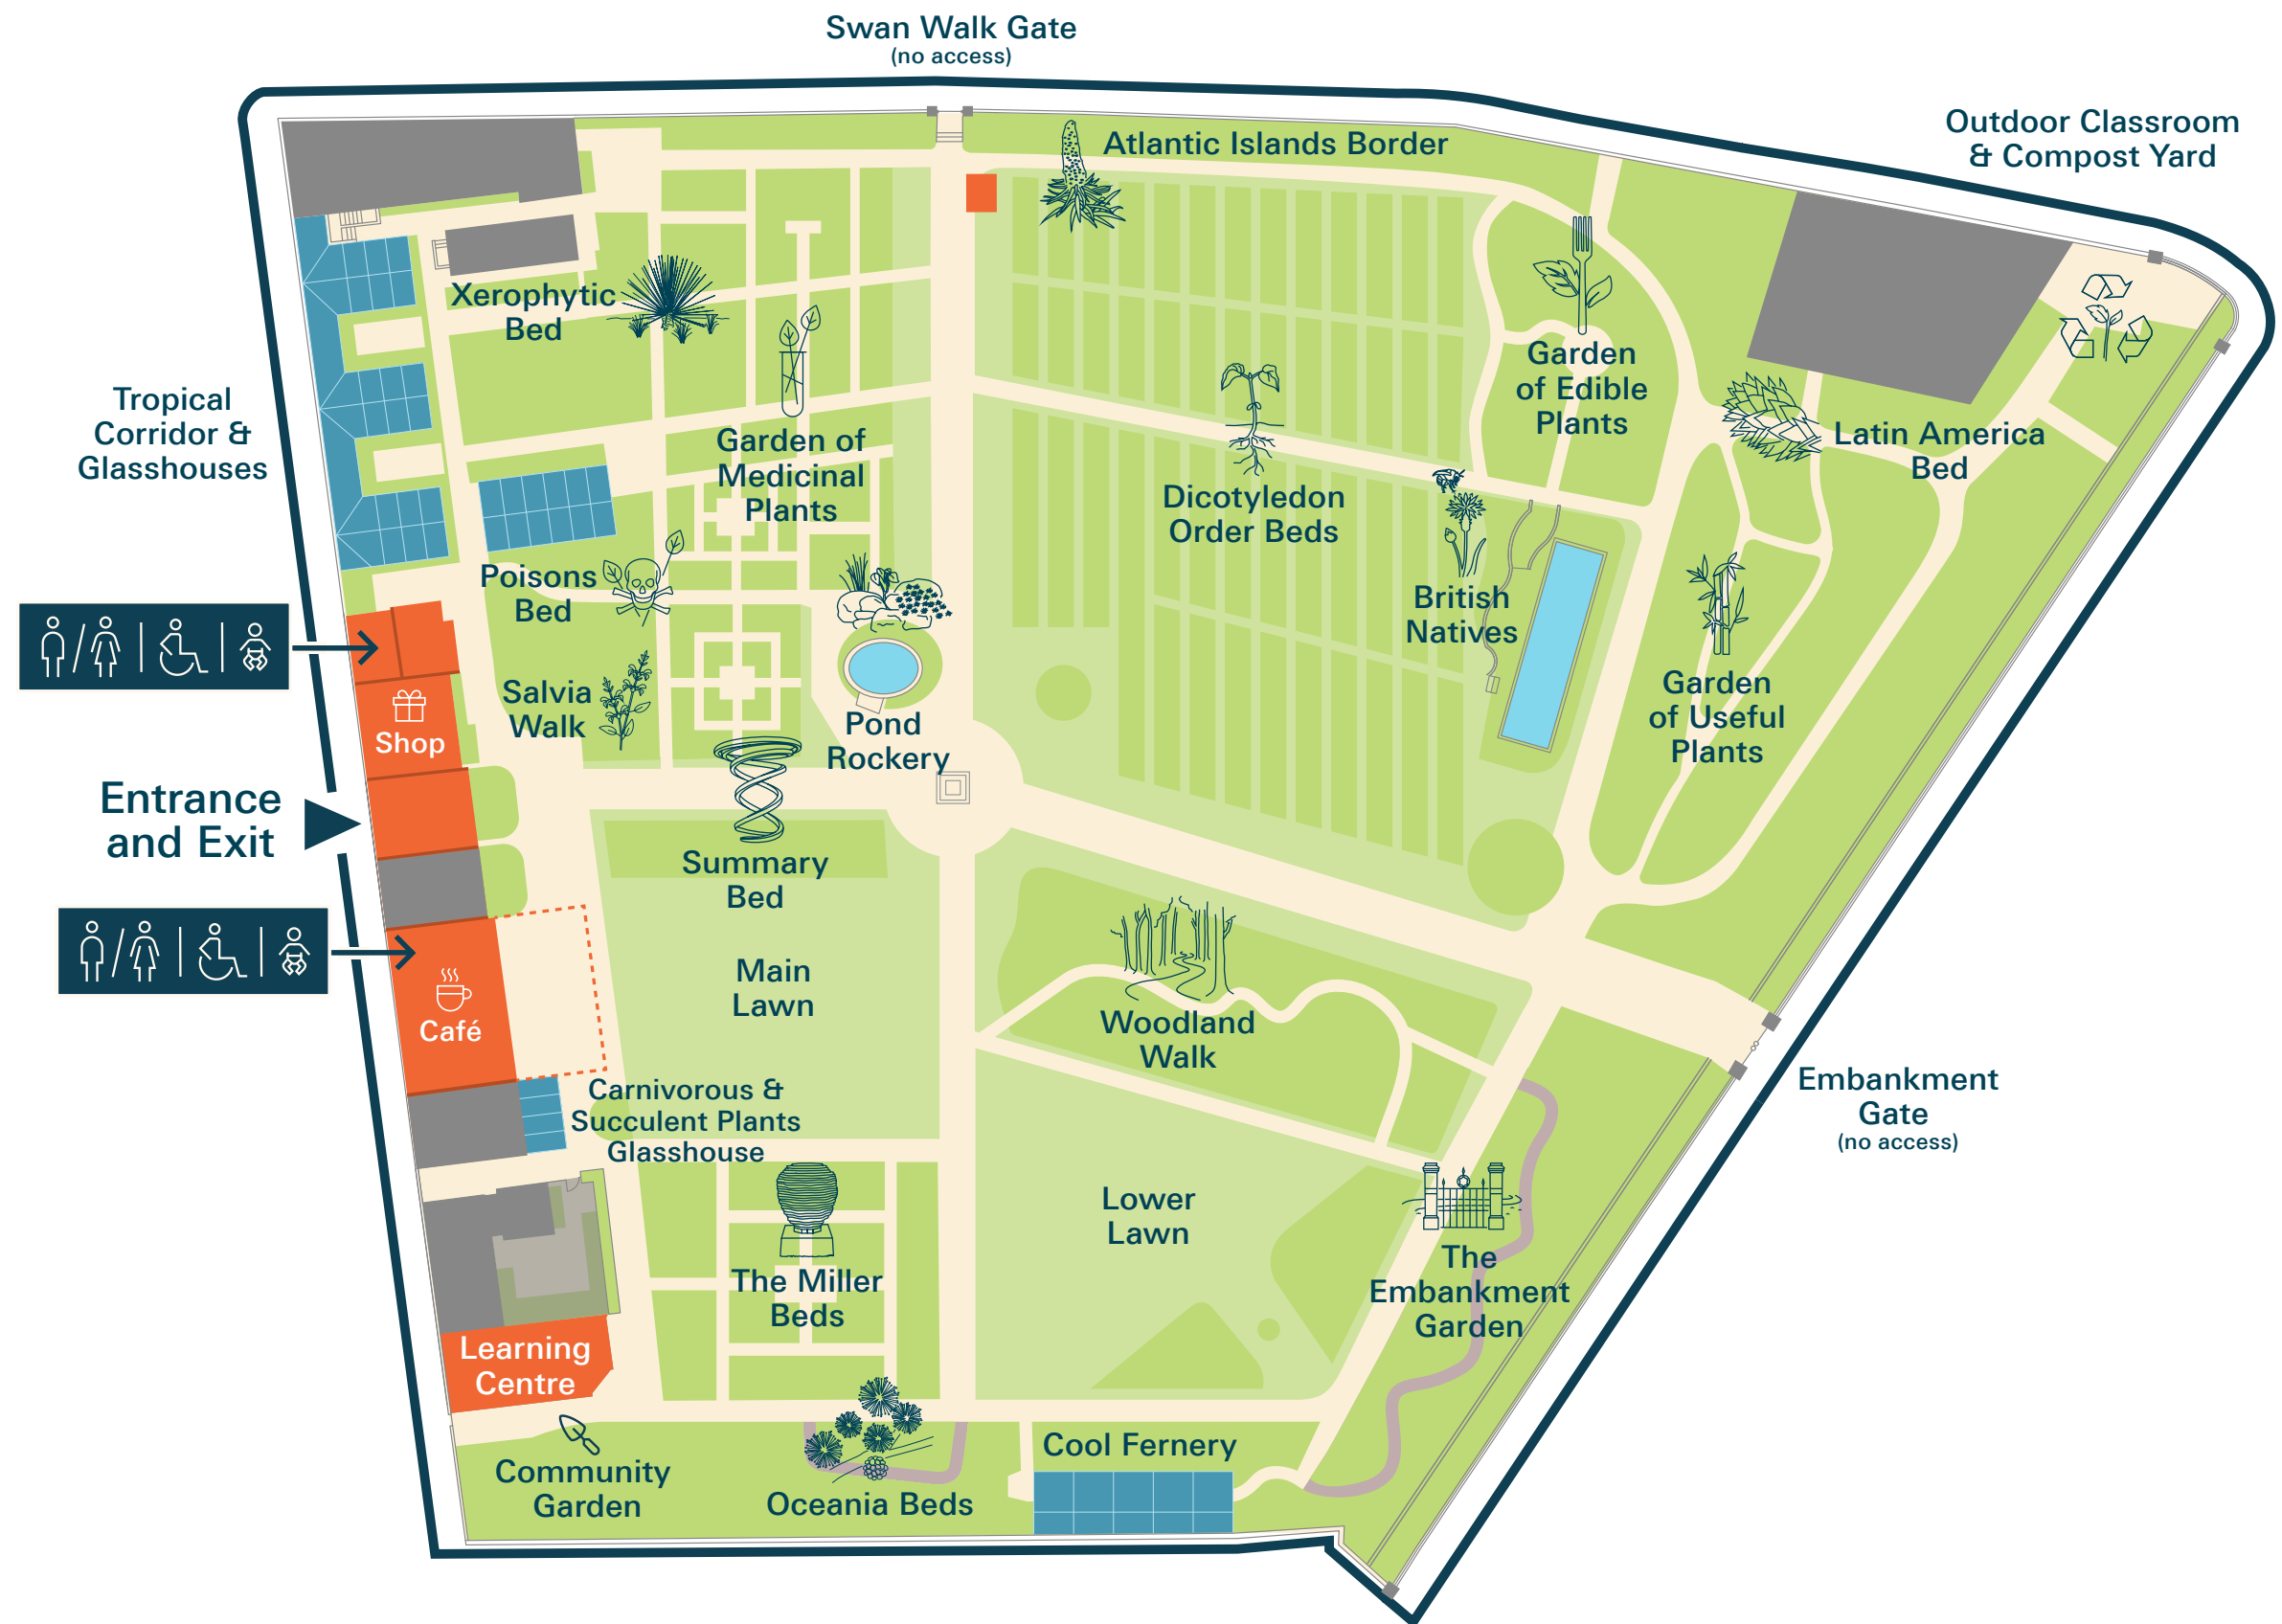 Swan Walk Gate
(no access)
Outdoor Classroom
& Compost Yard
Atlantic Islands Border
Xerophytic
Bed
Garden
of Edible
Plants
Tropical
Corridor &
Glasshouses
Garden of
Medicinal
Plants
Latin America
Bed
Dicotyledon
Order Beds
Poisons
Bed
British
Natives
Salvia
Walk
Garden
of Useful
Plants
Shop
Pond
Rockery
Entrance
and Exit
Summary
Bed
Main
Lawn
Café
Woodland
Walk
Carnivorous &
Succulent Plants
Glasshouse
Embankment
Gate
(no access)
Lower
Lawn
The Miller
Beds
The
Embankment
Garden
Learning
Centre
Community
Garden
Oceania Beds
Cool Fernery